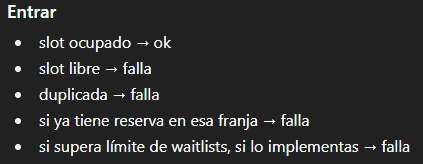 Entrar
• slot ocupado → ok
• slot libre → falla
• duplicada → falla
• si ya tiene reserva en esa franja → falla
• si supera límite de waitlists, si lo implementas → falla